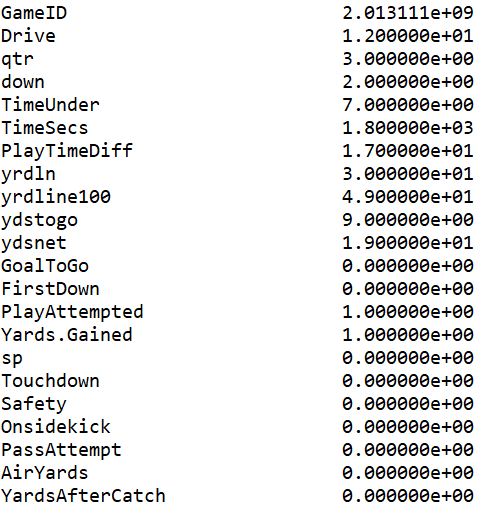 GameID 2.013111e+09
Drive 1.200000e+01
qtr 3.000000e+00
down 2.000000e+00
TimeUnder 7.000000e+00
TimeSecs 1.800000e+03
PlayTimeDiff 1.700000e+01
yrdln 3.000000e+01
yrdline100 4.900000e+01
ydstogo 9.000000e+00
ydsnet 1.900000e+01
GoalToGo 0.000000e+00
FirstDown 0.000000e+00
PlayAttempted 1.000000e+00
Yards.Gained 1.000000e+00
sp 0.000000e+00
Touchdown 0.000000e+00
Safety 0.000000e+00
Onsidekick 0.000000e+00
PassAttempt 0.000000e+00
AirYards 0.000000e+00
YardsAfterCatch 0.000000e+00